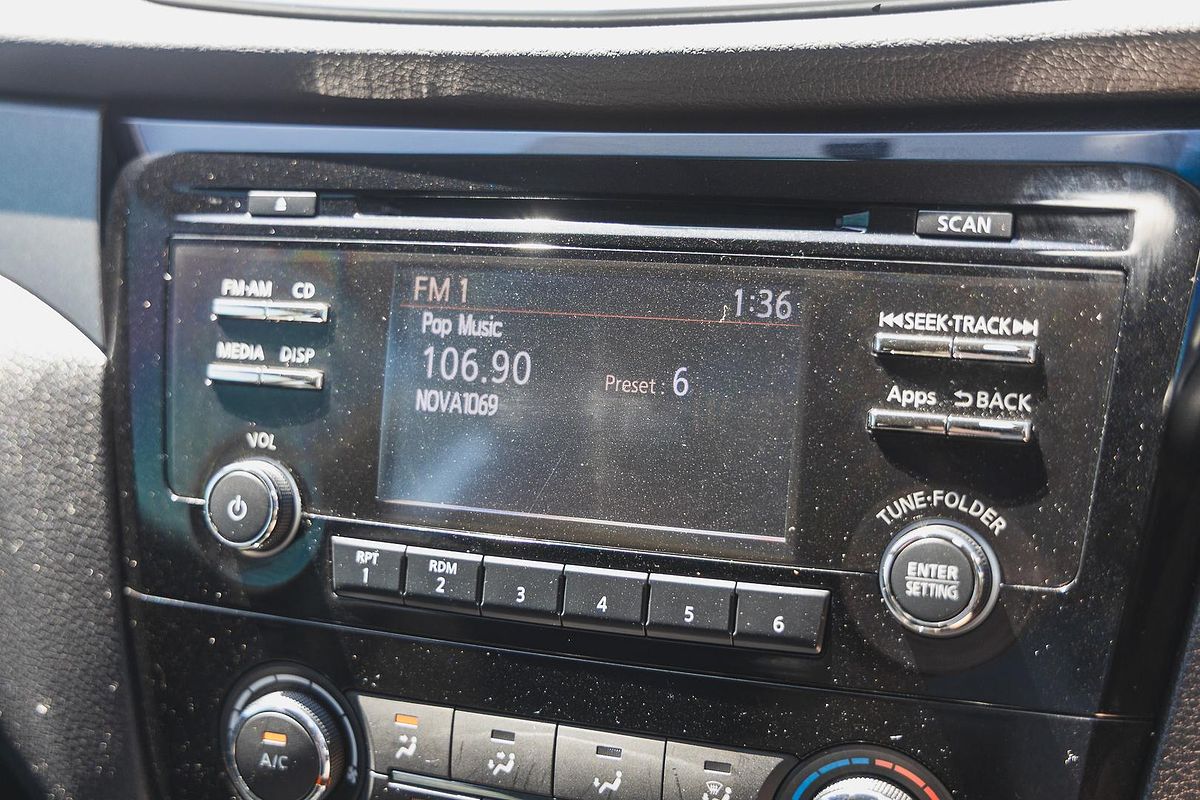 SCAN
FM·AM CD
MEDIA DISP
VOL
FM 1 1:36
Pop Music
106.90
NOVA1069
Preset : 6
SEEK·TRACK
Apps BACK
TUNE·FOLDER
ENTER
SETTING
RPT
1
RDM
2
3
4
5
6
A/C